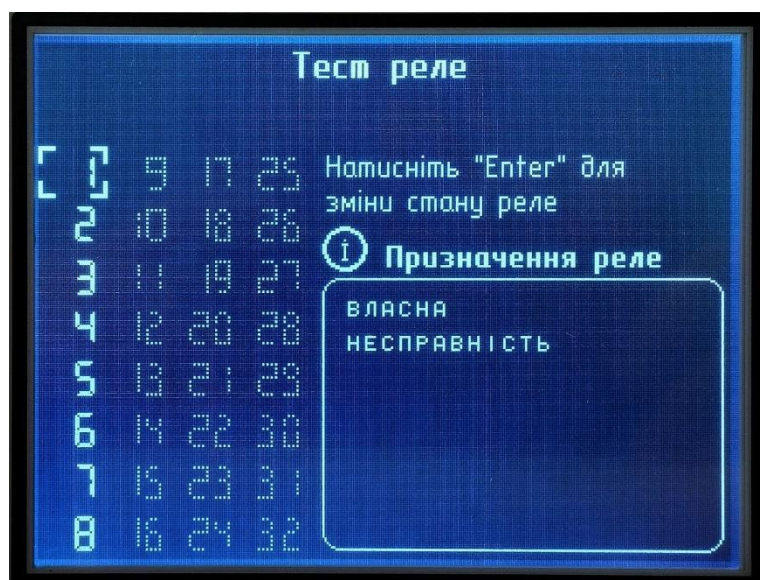 Тест реле
1 9 17 25
2 10 18 26
3 11 19 27
4 12 20 28
5 13 21 29
6 14 22 30
7 15 23 31
8 16 24 32
Натисніть "Enter" для
зміни стану реле
i Призначення реле
ВЛАСНА
НЕСПРАВНІСТЬ